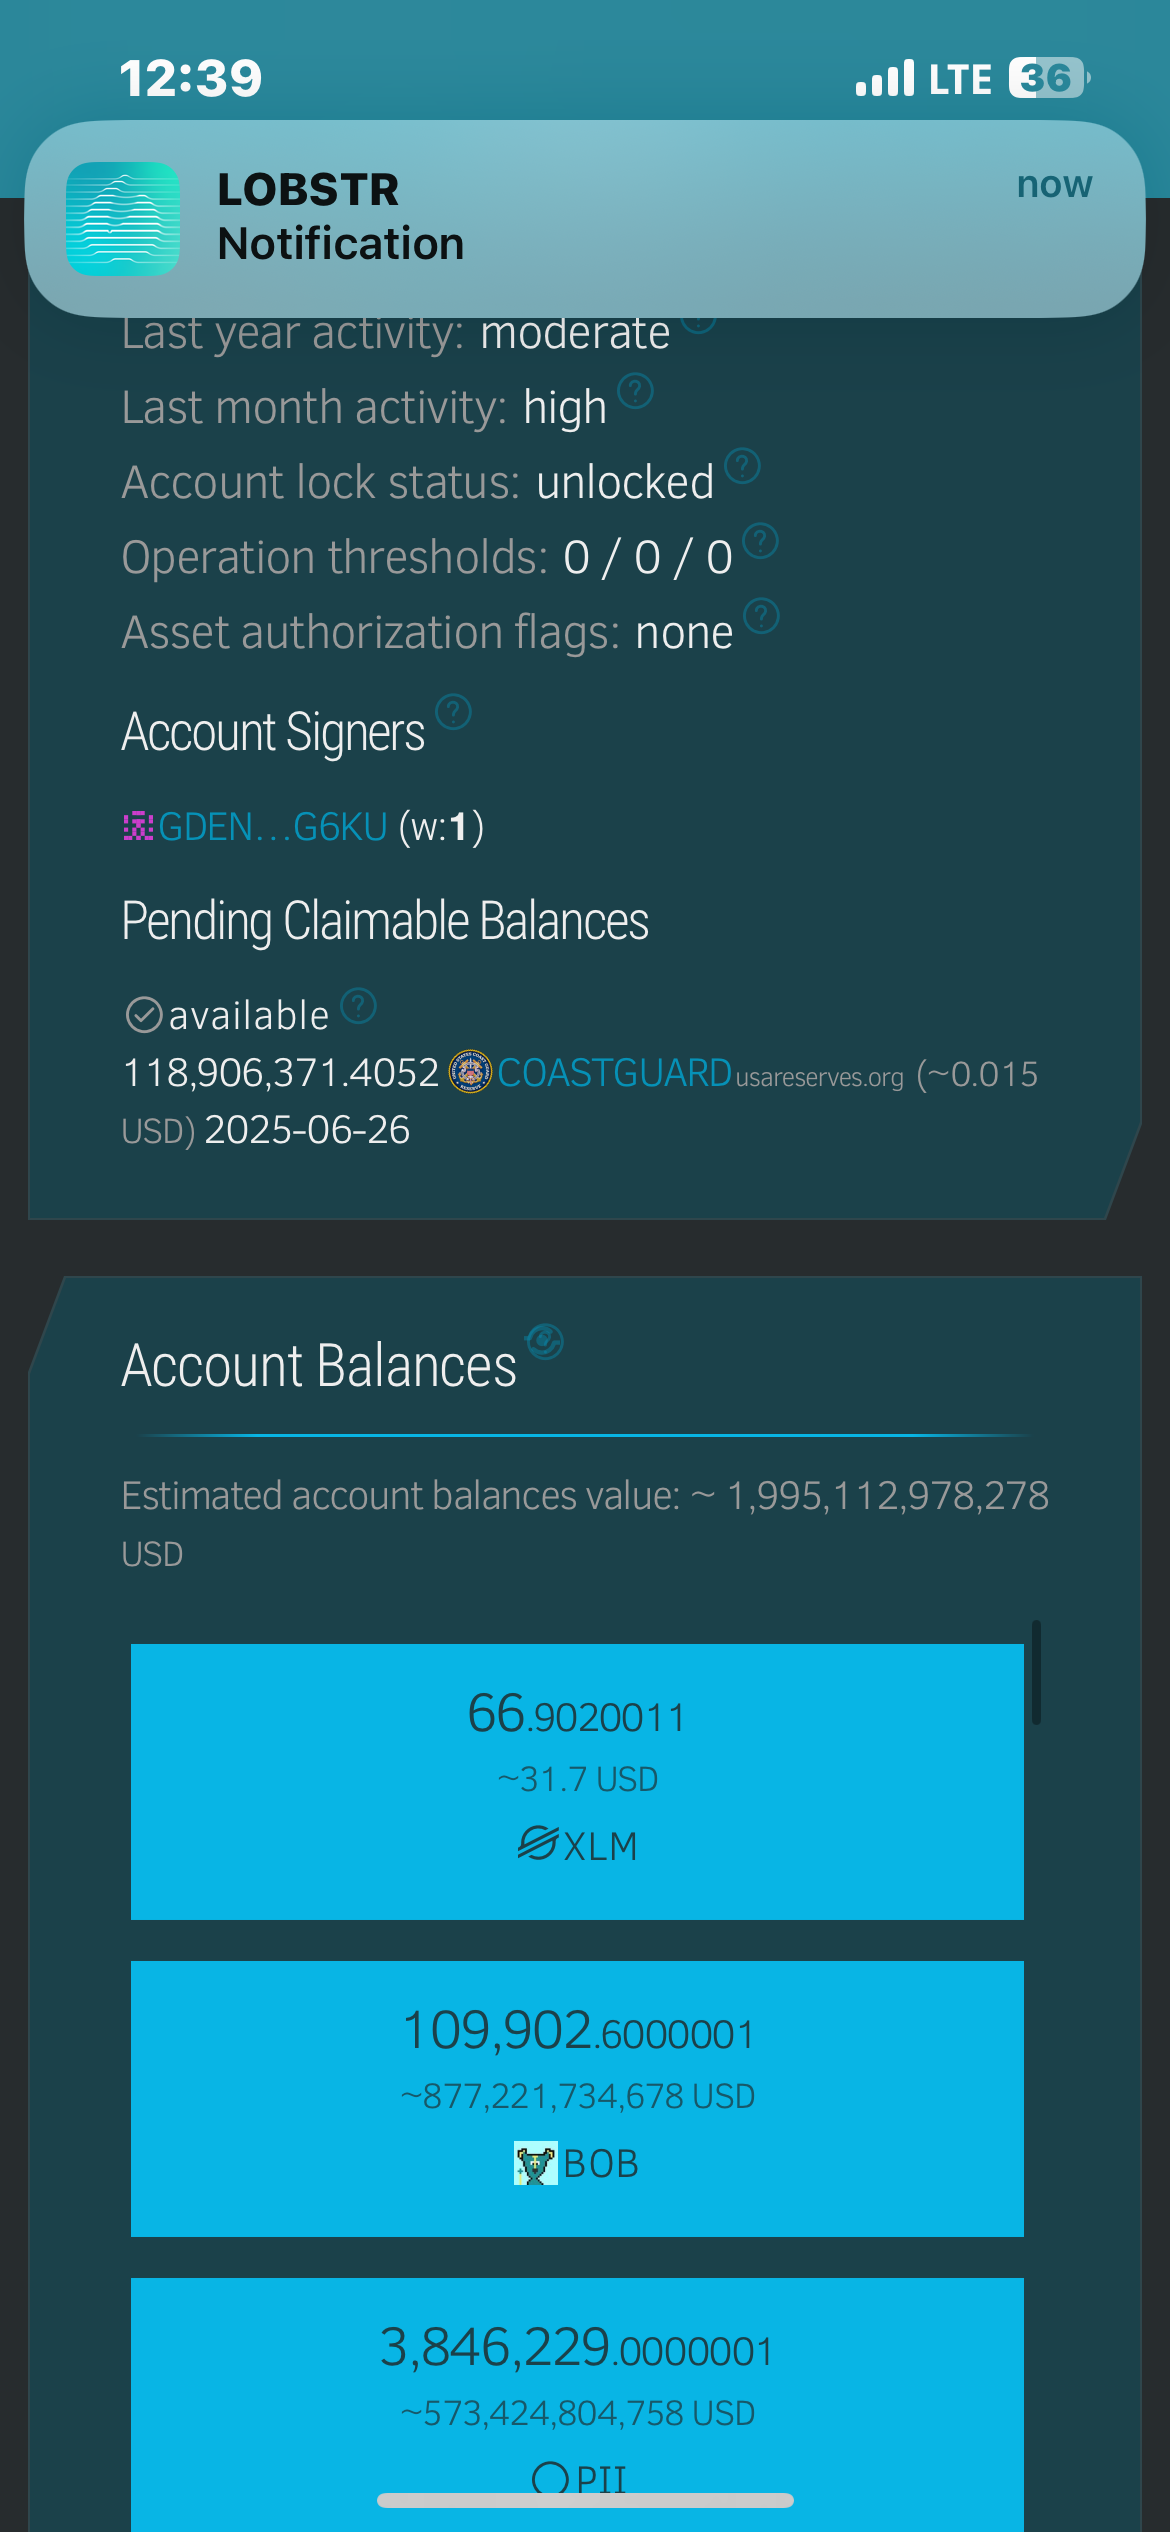 12:39
LTE 36
LOBSTR
now
Notification
Last year activity: moderate ?
Last month activity: high ?
Account lock status: unlocked ?
Operation thresholds: 0 / 0 / 0 ?
Asset authorization flags: none ?
Account Signers ?
GDEN...G6KU (w:1)
Pending Claimable Balances
available ?
118,906,371.4052 COASTGUARD usareserves.org (~0.015
USD) 2025-06-26
Account Balances
Estimated account balances value: ~ 1,995,112,978,278
USD
66.9020011
~31.7 USD
XLM
109,902.6000001
~877,221,734,678 USD
BOB
3,846,229.0000001
~573,424,804,758 USD
PII